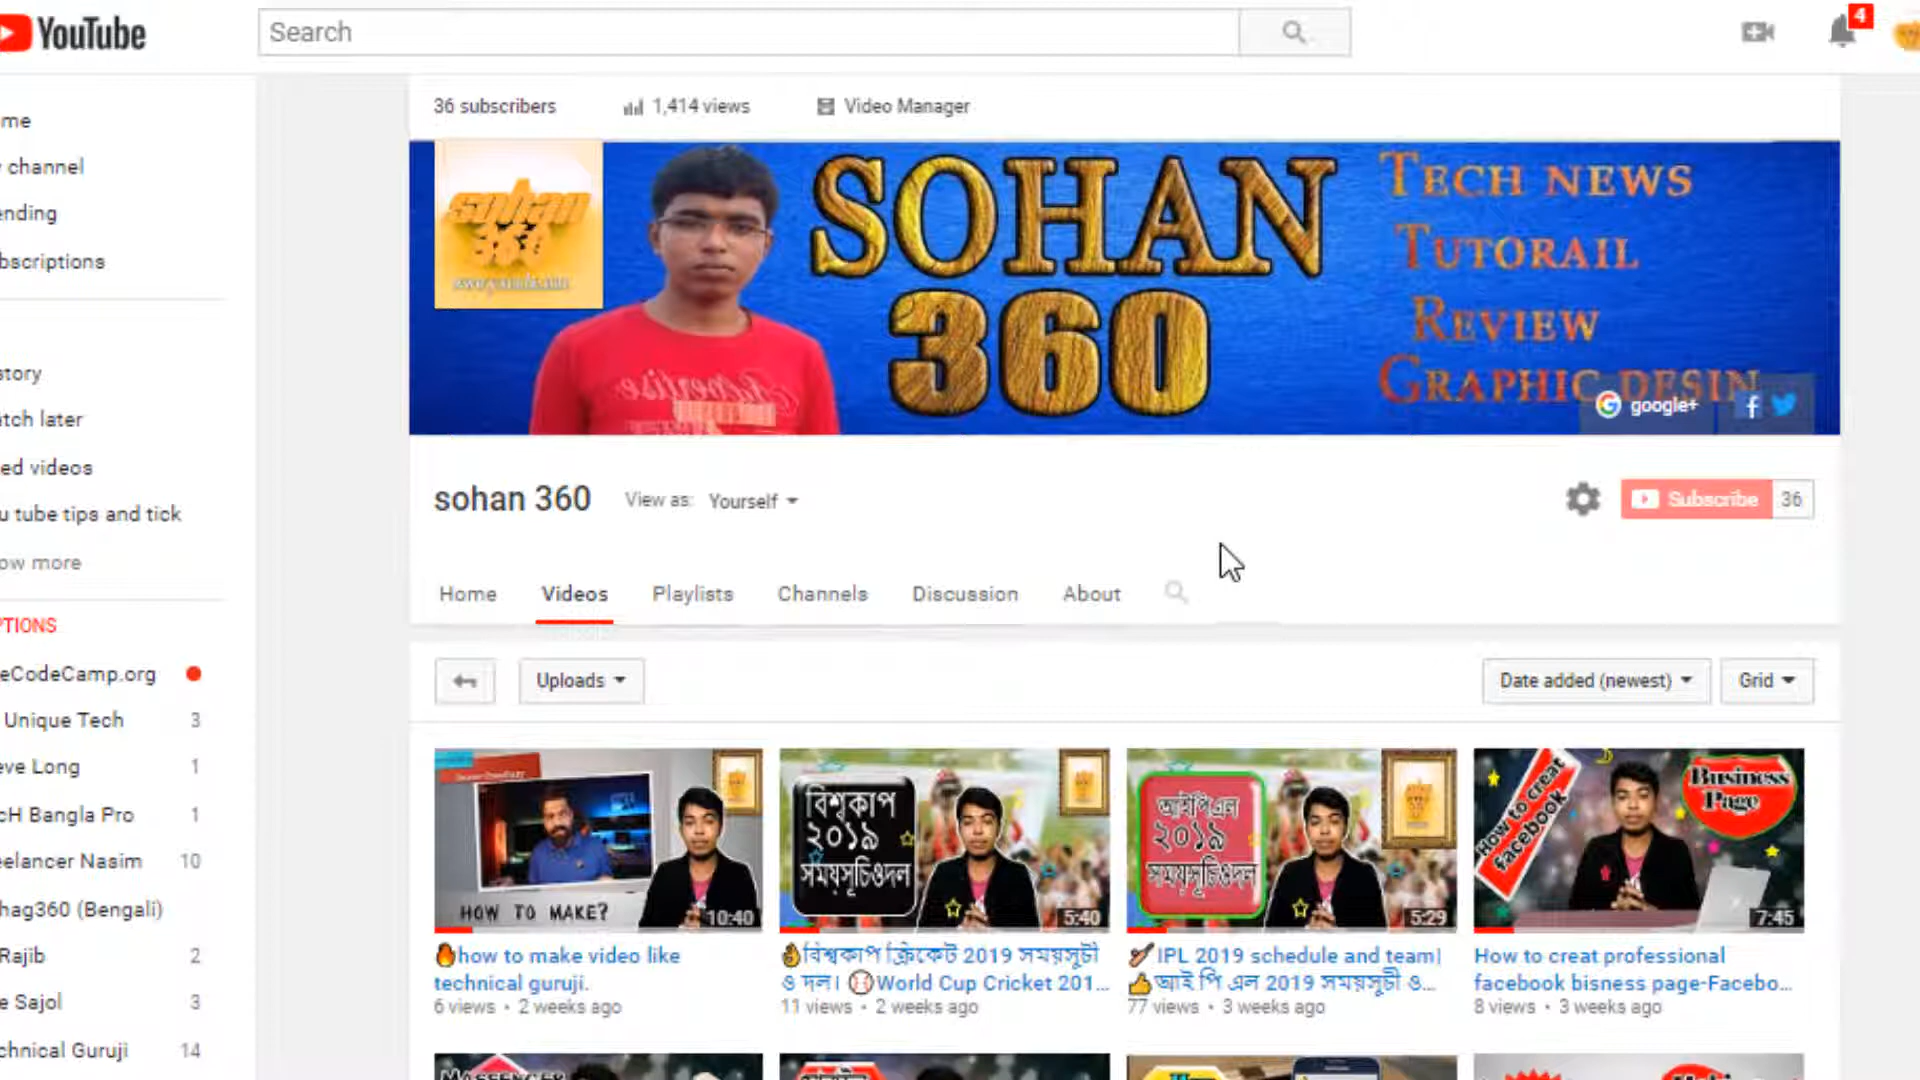 YouTube
Search
4
36 subscribers
1,414 views
Video Manager
me
channel
ending
bscriptions
story
tch later
ed videos
u tube tips and tick
ow more
PTIONS
eCodeCamp.org
Unique Tech 3
eve Long 1
cH Bangla Pro 1
eelancer Nasim 10
hag360 (Bengali)
Rajib 2
e Sajol 3
chnical Guruji 14
sohan
360
SOHAN
360
TECH NEWS
TUTORAIL
REVIEW
GRAPHIC DESIN
google+
sohan 360
View as: Yourself
Subscribe 36
Home Videos Playlists Channels Discussion About
Uploads
Date added (newest)
Grid
HOW TO MAKE?
10:40
how to make video like
technical guruji.
6 views • 2 weeks ago
বিশ্বকাপ
২০১৯
সময়সূচিওদল
5:40
বিশ্বকাপ ক্রিকেট 2019 সময়সূচী
ও দল। World Cup Cricket 201...
11 views • 2 weeks ago
আইপিএল
২০১৯
সময়সূচিওদল
5:29
IPL 2019 schedule and team|
আই পি এল 2019 সময়সূচী ও...
77 views • 3 weeks ago
How to creat
facebook
Business
Page
7:45
How to creat professional
facebook bisness page-Facebo...
8 views • 3 weeks ago